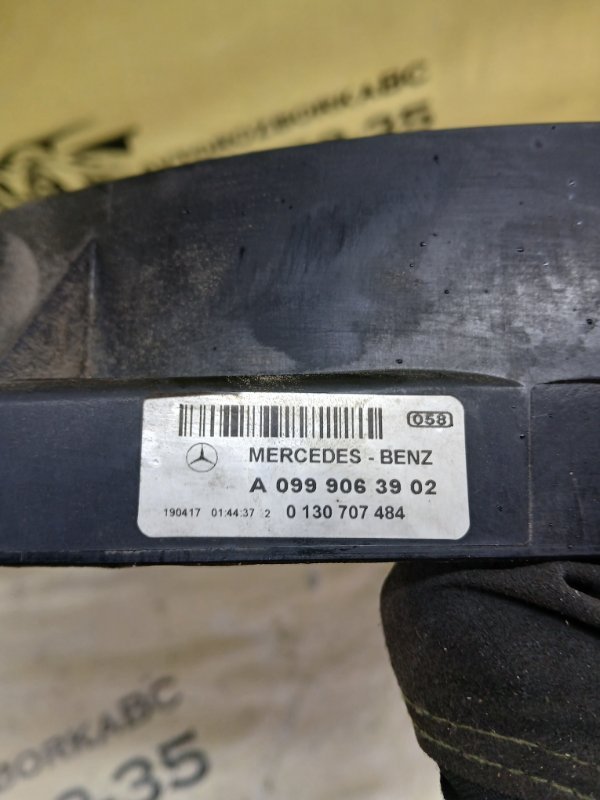 058
MERCEDES - BENZ
A 099 906 39 02
190417 01:44:37 2 0 130 707 484